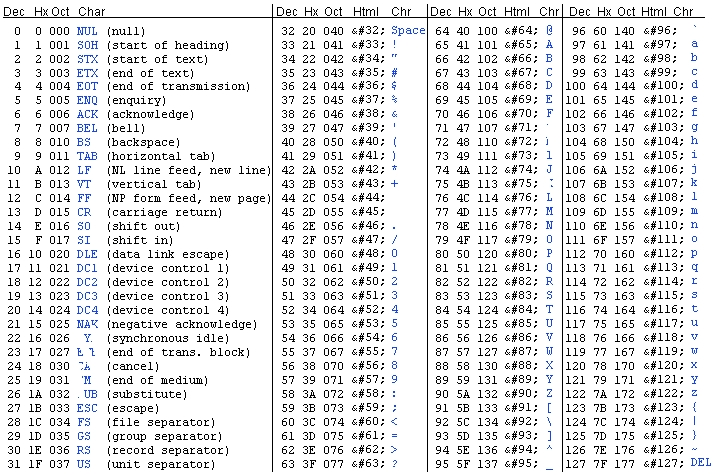 Dec Hx Oct Char Dec Hx Oct Html Chr Dec Hx Oct Html Chr Dec Hx Oct Html Chr
0 0 000 NUL (null) 32 20 040 &#32; Space 64 40 100 &#64; @ 96 60 140 &#96; `
1 1 001 SOH (start of heading) 33 21 041 &#33; ! 65 41 101 &#65; A 97 61 141 &#97; a
2 2 002 STX (start of text) 34 22 042 &#34; " 66 42 102 &#66; B 98 62 142 &#98; b
3 3 003 ETX (end of text) 35 23 043 &#35; # 67 43 103 &#67; C 99 63 143 &#99; c
4 4 004 EOT (end of transmission) 36 24 044 &#36; $ 68 44 104 &#68; D 100 64 144 &#100; d
5 5 005 ENQ (enquiry) 37 25 045 &#37; % 69 45 105 &#69; E 101 65 145 &#101; e
6 6 006 ACK (acknowledge) 38 26 046 &#38; & 70 46 106 &#70; F 102 66 146 &#102; f
7 7 007 BEL (bell) 39 27 047 &#39; ' 71 47 107 &#71; 103 67 147 &#103; g
8 8 010 BS (backspace) 40 28 050 &#40; ( 72 48 110 &#72; 104 68 150 &#104; h
9 9 011 TAB (horizontal tab) 41 29 051 &#41; ) 73 49 111 &#73; I 105 69 151 &#105; i
10 A 012 LF (NL line feed, new line) 42 2A 052 &#42; * 74 4A 112 &#74; J 106 6A 152 &#106; j
11 B 013 VT (vertical tab) 43 2B 053 &#43; + 75 4B 113 &#75; 107 6B 153 &#107; k
12 C 014 FF (NP form feed, new page) 44 2C 054 &#44; 76 4C 114 &#76; L 108 6C 154 &#108; l
13 D 015 CR (carriage return) 45 2D 055 &#45; 77 4D 115 &#77; M 109 6D 155 &#109; m
14 E 016 SO (shift out) 46 2E 056 &#46; . 78 4E 116 &#78; N 110 6E 156 &#110; n
15 F 017 SI (shift in) 47 2F 057 &#47; / 79 4F 117 &#79; O 111 6F 157 &#111; o
16 10 020 DLE (data link escape) 48 30 060 &#48; 0 80 50 120 &#80; P 112 70 160 &#112; p
17 11 021 DC1 (device control 1) 49 31 061 &#49; 1 81 51 121 &#81; Q 113 71 161 &#113; q
18 12 022 DC2 (device control 2) 50 32 062 &#50; 2 82 52 122 &#82; R 114 72 162 &#114; r
19 13 023 DC3 (device control 3) 51 33 063 &#51; 3 83 53 123 &#83; S 115 73 163 &#115; s
20 14 024 DC4 (device control 4) 52 34 064 &#52; 4 84 54 124 &#84; T 116 74 164 &#116; t
21 15 025 NAK (negative acknowledge) 53 35 065 &#53; 5 85 55 125 &#85; U 117 75 165 &#117; u
22 16 026 (synchronous idle) 54 36 066 &#54; 6 86 56 126 &#86; V 118 76 166 &#118; v
23 17 027 (end of trans. block) 55 37 067 &#55; 7 87 57 127 &#87; W 119 77 167 &#119; w
24 18 030 (cancel) 56 38 070 &#56; 8 88 58 130 &#88; X 120 78 170 &#120; x
25 19 031 (end of medium) 57 39 071 &#57; 9 89 59 131 &#89; Y 121 79 171 &#121; y
26 1A 032 (substitute) 58 3A 072 &#58; : 90 5A 132 &#90; Z 122 7A 172 &#122; z
27 1B 033 ESC (escape) 59 3B 073 &#59; ; 91 5B 133 &#91; [ 123 7B 173 &#123; {
28 1C 034 FS (file separator) 60 3C 074 &#60; < 92 5C 134 &#92; \ 124 7C 174 &#124; |
29 1D 035 GS (group separator) 61 3D 075 &#61; = 93 5D 135 &#93; ] 125 7D 175 &#125; }
30 1E 036 RS (record separator) 62 3E 076 &#62; > 94 5E 136 &#94; ^ 126 7E 176 &#126; ~
31 1F 037 US (unit separator) 63 3F 077 &#63; ? 95 5F 137 &#95; _ 127 7F 177 &#127; DEL